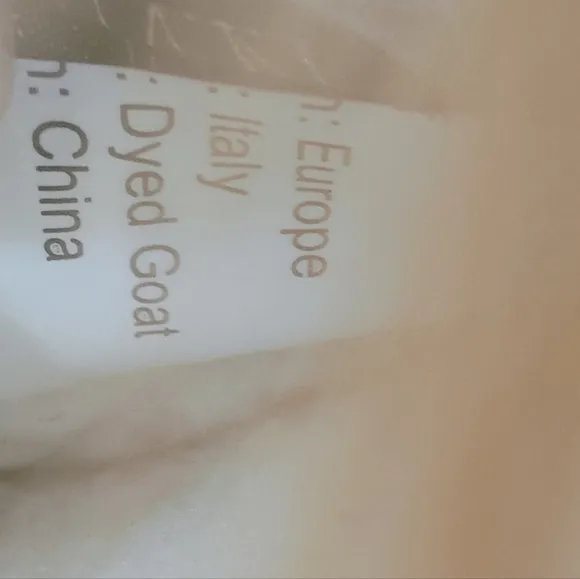 n: Europe
: Italy
: Dyed Goat
n: China